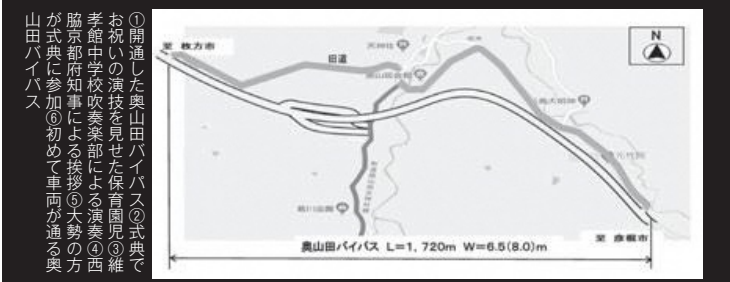 ①開通した奥山田バイパス②式典で
お祝いの演技を見せた保育園児③維
孝館中学校吹奏楽部による演奏④西
脇京都府知事による挨拶⑤大勢の方
が式典に参加⑥初めて車両が通る奥
山田バイパス
N
至 枚方市
旧道
天神社
至 彦根市
奥山田バイパス L=1,720m W=6.5(8.0)m